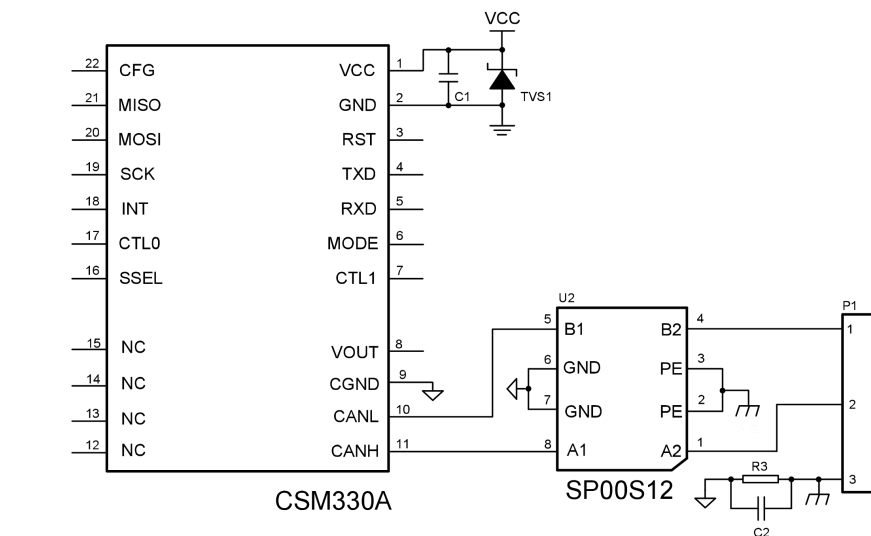 VCC
22 CFG VCC 1
C1 TVS1
21 MISO GND 2
20 MOSI RST 3
19 SCK TXD 4
18 INT RXD 5
17 CTL0 MODE 6
16 SSEL CTL1 7
15 NC VOUT 8
14 NC CGND 9
13 NC CANL 10
12 NC CANH 11
CSM330A
U2
5 B1 B2 4
6 GND PE 3
7 GND PE 2
8 A1 A2 1
SP00S12
P1
1
2
3
R3
C2